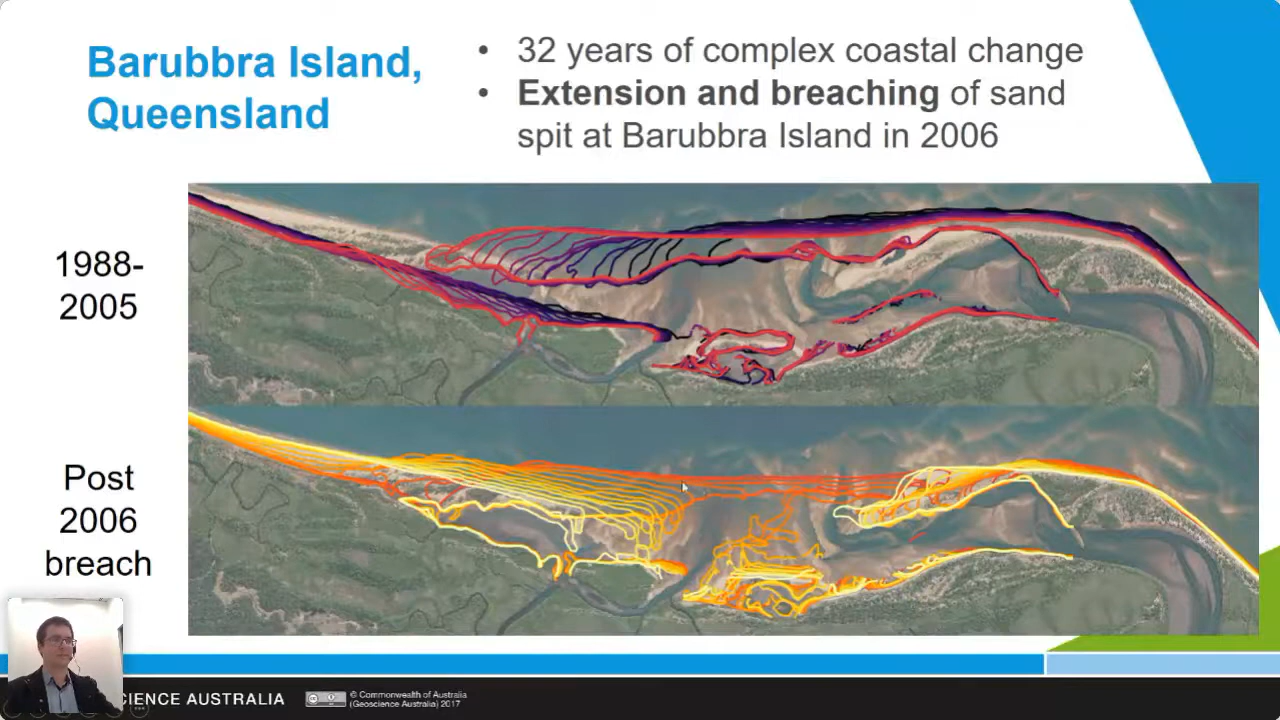 Barubbra Island,
Queensland
• 32 years of complex coastal change
• Extension and breaching of sand
spit at Barubbra Island in 2006
1988-
2005
Post
2006
breach
CIENCE AUSTRALIA
© Commonwealth of Australia
(Geoscience Australia) 2017